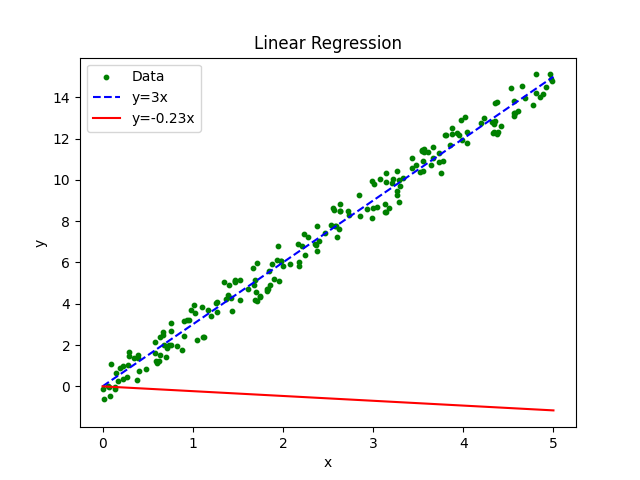 Linear Regression
Data
y=3x
y=-0.23x
14
12
10
8
6
4
2
0
y
0 1 2 3 4 5
x